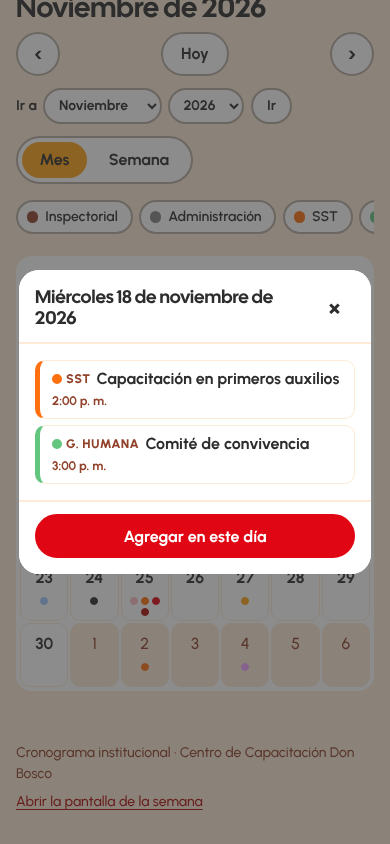 Noviembre de 2026
‹ Hoy ›
Ir a Noviembre 2026 Ir
Mes Semana
Inspectorial Administración SST
Miércoles 18 de noviembre de
2026
×
SST Capacitación en primeros auxilios
2:00 p. m.
G. HUMANA Comité de convivencia
3:00 p. m.
Agregar en este día
23 24 25 26 27 28 29
30 1 2 3 4 5 6
Cronograma institucional · Centro de Capacitación Don
Bosco
Abrir la pantalla de la semana